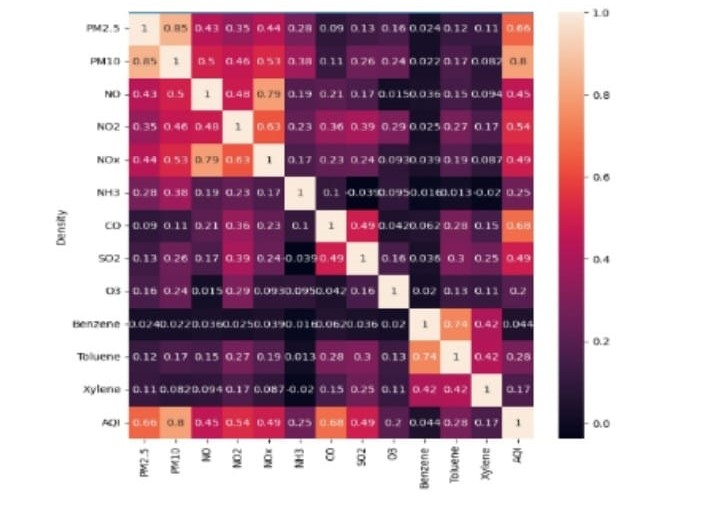 PM2.5 1 0.85 0.43 0.35 0.44 0.28 0.09 0.13 0.16 0.024 0.12 0.11 0.66
PM10 0.85 1 0.5 0.46 0.53 0.38 0.11 0.26 0.24 0.022 0.17 0.082 0.8
NO 0.43 0.5 1 0.48 0.79 0.19 0.21 0.17 0.015 0.036 0.15 0.094 0.45
NO2 0.35 0.46 0.48 1 0.63 0.23 0.36 0.39 0.29 0.025 0.27 0.17 0.54
NOx 0.44 0.53 0.79 0.63 1 0.17 0.23 0.24 0.093 0.039 0.19 0.087 0.49
NH3 0.28 0.38 0.19 0.23 0.17 1 0.1 -0.039 0.095 -0.016 0.013 -0.02 0.25
CO 0.09 0.11 0.21 0.36 0.23 0.1 1 0.49 0.042 0.062 0.28 0.15 0.68
SO2 0.13 0.26 0.17 0.39 0.24 -0.039 0.49 1 0.16 0.036 0.3 0.25 0.49
O3 0.16 0.24 0.015 0.29 0.093 0.095 0.042 0.16 1 0.02 0.13 0.11 0.2
Benzene 0.024 0.022 0.036 0.025 0.039 -0.016 0.062 0.036 0.02 1 0.74 0.42 0.044
Toluene 0.12 0.17 0.15 0.27 0.19 0.013 0.28 0.3 0.13 0.74 1 0.42 0.28
Xylene 0.11 0.082 0.094 0.17 0.087 -0.02 0.15 0.25 0.11 0.42 0.42 1 0.17
AQI 0.66 0.8 0.45 0.54 0.49 0.25 0.68 0.49 0.2 0.044 0.28 0.17 1
PM2.5 PM10 NO NO2 NOx NH3 CO SO2 O3 Benzene Toluene Xylene AQI
Density
1.0
0.8
0.6
0.4
0.2
0.0